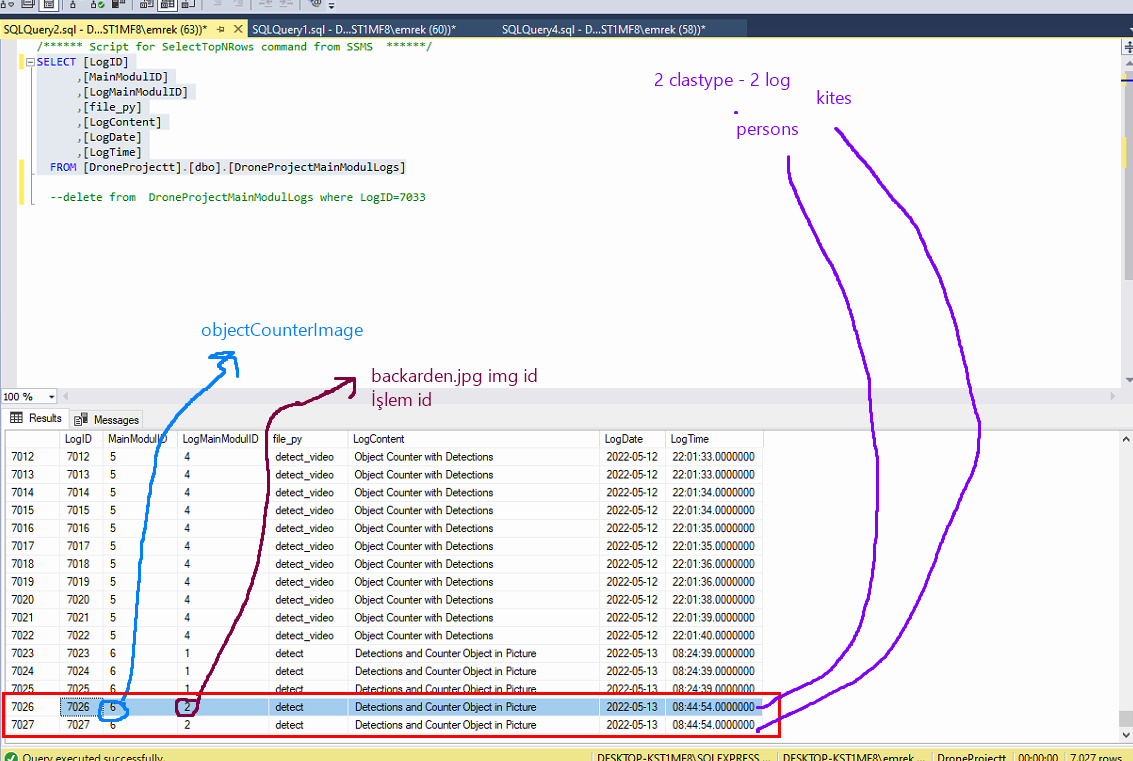 SQLQuery2.sql - D...ST1MF8\emrek (63))* SQLQuery1.sql - D...ST1MF8\emrek (60))* SQLQuery4.sql - D...ST1MF8\emrek (58))*
/****** Script for SelectTopNRows command from SSMS ******/
SELECT [LogID]
,[MainModulID]
,[LogMainModulID]
,[file_py]
,[LogContent]
,[LogDate]
,[LogTime]
FROM [DroneProjectt].[dbo].[DroneProjectMainModulLogs]
--delete from DroneProjectMainModulLogs where LogID=7033
2 clastype - 2 log
kites
persons
objectCounterImage
backarden.jpg img id
İşlem id
100 %
Results Messages
LogID MainModulID LogMainModulID file_py LogContent LogDate LogTime
7012 7012 5 4 detect_video Object Counter with Detections 2022-05-12 22:01:33.0000000
7013 7013 5 4 detect_video Object Counter with Detections 2022-05-12 22:01:33.0000000
7014 7014 5 4 detect_video Object Counter with Detections 2022-05-12 22:01:34.0000000
7015 7015 5 4 detect_video Object Counter with Detections 2022-05-12 22:01:34.0000000
7016 7016 5 4 detect_video Object Counter with Detections 2022-05-12 22:01:35.0000000
7017 7017 5 4 detect_video Object Counter with Detections 2022-05-12 22:01:35.0000000
7018 7018 5 4 detect_video Object Counter with Detections 2022-05-12 22:01:36.0000000
7019 7019 5 4 detect_video Object Counter with Detections 2022-05-12 22:01:36.0000000
7020 7020 5 4 detect_video Object Counter with Detections 2022-05-12 22:01:38.0000000
7021 7021 5 4 detect_video Object Counter with Detections 2022-05-12 22:01:39.0000000
7022 7022 5 4 detect_video Object Counter with Detections 2022-05-12 22:01:40.0000000
7023 7023 6 1 detect Detections and Counter Object in Picture 2022-05-13 08:24:39.0000000
7024 7024 6 1 detect Detections and Counter Object in Picture 2022-05-13 08:24:39.0000000
7025 7025 6 1 detect Detections and Counter Object in Picture 2022-05-13 08:24:39.0000000
7026 7026 6 2 detect Detections and Counter Object in Picture 2022-05-13 08:44:54.0000000
7027 7027 6 2 detect Detections and Counter Object in Picture 2022-05-13 08:44:54.0000000
Query executed successfully. DESKTOP-KST1MF8\SQLEXPRESS ... DESKTOP-KST1MF8\emrek ... DroneProjectt 00:00:00 7.027 rows